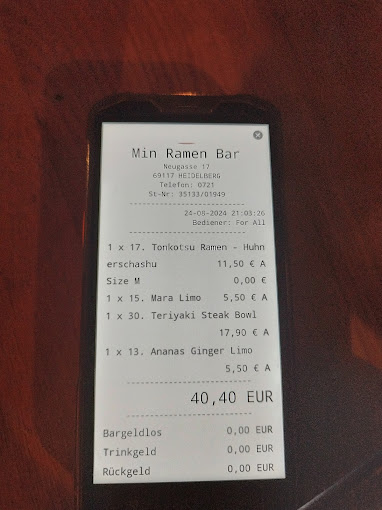 Min Ramen Bar
Neugasse 17
69117 HEIDELBERG
Telefon: 0721
St-Nr: 35133/01949
24-08-2024 21:03:26
Bediener: For All
1 x 17. Tonkotsu Ramen - Huhn
erschashu 11,50 € A
Size M 0,00 €
1 x 15. Mara Limo 5,50 € A
1 x 30. Teriyaki Steak Bowl
17,90 € A
1 x 13. Ananas Ginger Limo
5,50 € A
40,40 EUR
Bargeldlos 0,00 EUR
Trinkgeld 0,00 EUR
Rückgeld 0,00 EUR